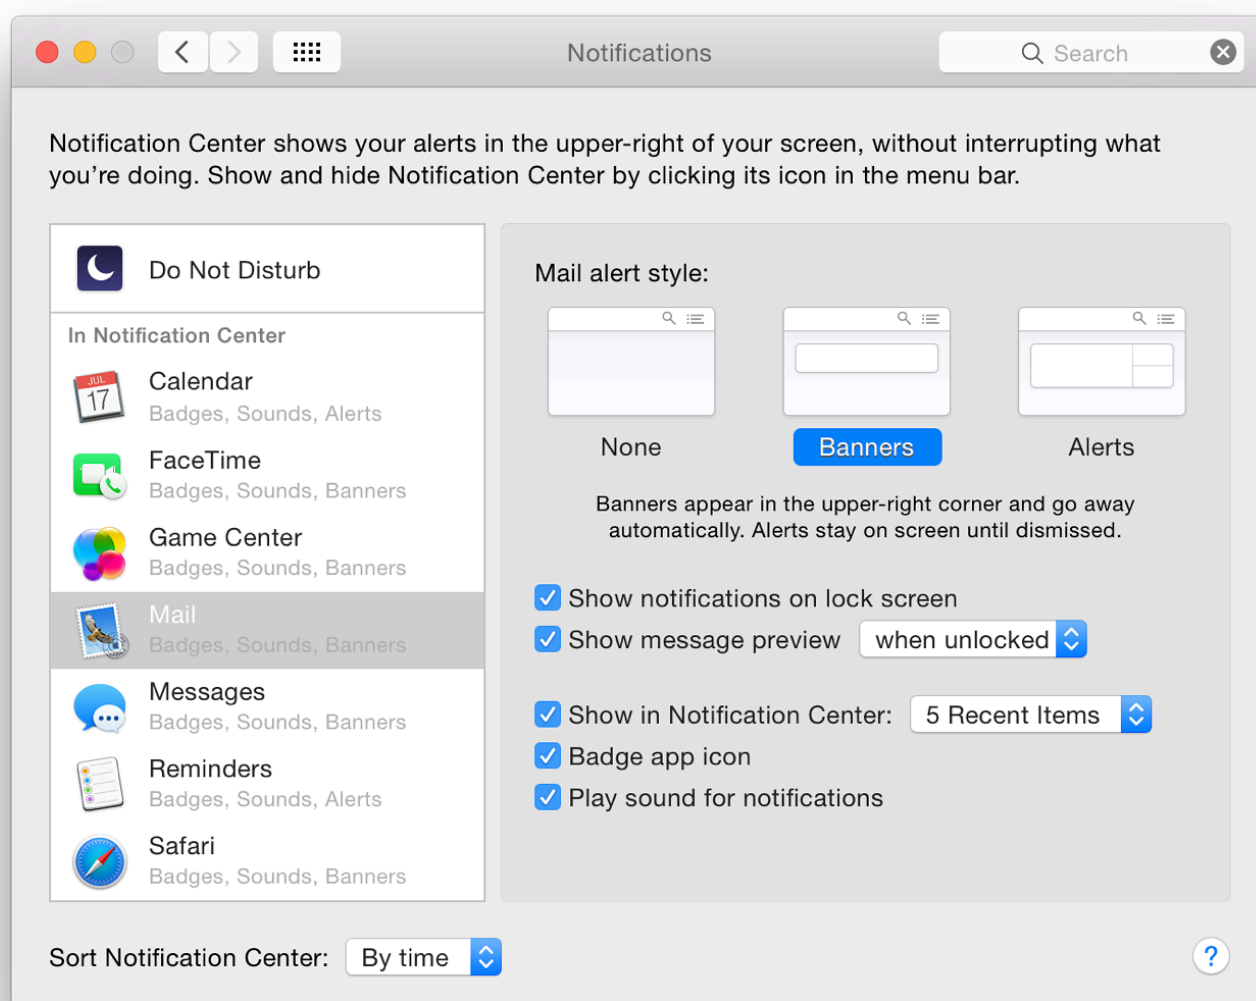 Notifications
Search
Notification Center shows your alerts in the upper-right of your screen, without interrupting what
you’re doing. Show and hide Notification Center by clicking its icon in the menu bar.
Do Not Disturb
In Notification Center
JUL
17
Calendar
Badges, Sounds, Alerts
FaceTime
Badges, Sounds, Banners
Game Center
Badges, Sounds, Banners
Mail
Badges, Sounds, Banners
Messages
Badges, Sounds, Banners
Reminders
Badges, Sounds, Alerts
Safari
Badges, Sounds, Banners
Mail alert style:
None
Banners
Alerts
Banners appear in the upper-right corner and go away
automatically. Alerts stay on screen until dismissed.
Show notifications on lock screen
Show message preview when unlocked
Show in Notification Center: 5 Recent Items
Badge app icon
Play sound for notifications
Sort Notification Center: By time
?